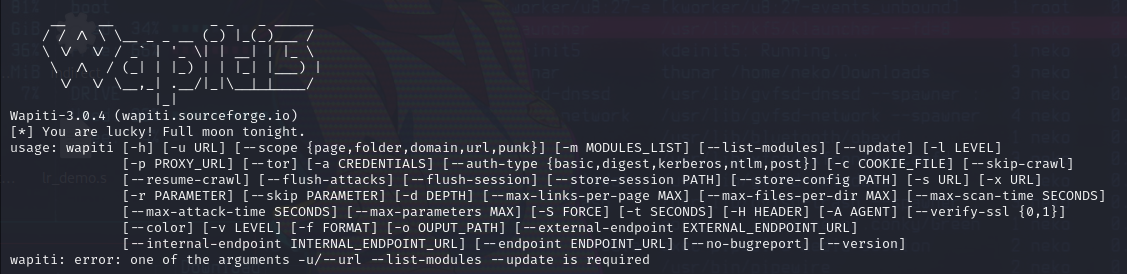 Wapiti3
Wapiti-3.0.4 (wapiti.sourceforge.io)
[*] You are lucky! Full moon tonight.
usage: wapiti [-h] [-u URL] [--scope {page,folder,domain,url,punk}] [-m MODULES_LIST] [--list-modules] [--update] [-l LEVEL]
[-p PROXY_URL] [--tor] [-a CREDENTIALS] [--auth-type {basic,digest,kerberos,ntlm,post}] [-c COOKIE_FILE] [--skip-crawl]
[--resume-crawl] [--flush-attacks] [--flush-session] [--store-session PATH] [--store-config PATH] [-s URL] [-x URL]
[-r PARAMETER] [--skip PARAMETER] [-d DEPTH] [--max-links-per-page MAX] [--max-files-per-dir MAX] [--max-scan-time SECONDS]
[--max-attack-time SECONDS] [--max-parameters MAX] [-S FORCE] [-t SECONDS] [-H HEADER] [-A AGENT] [--verify-ssl {0,1}]
[--color] [-v LEVEL] [-f FORMAT] [-o OUPUT_PATH] [--external-endpoint EXTERNAL_ENDPOINT_URL]
[--internal-endpoint INTERNAL_ENDPOINT_URL] [--endpoint ENDPOINT_URL] [--no-bugreport] [--version]
wapiti: error: one of the arguments -u/--url --list-modules --update is required